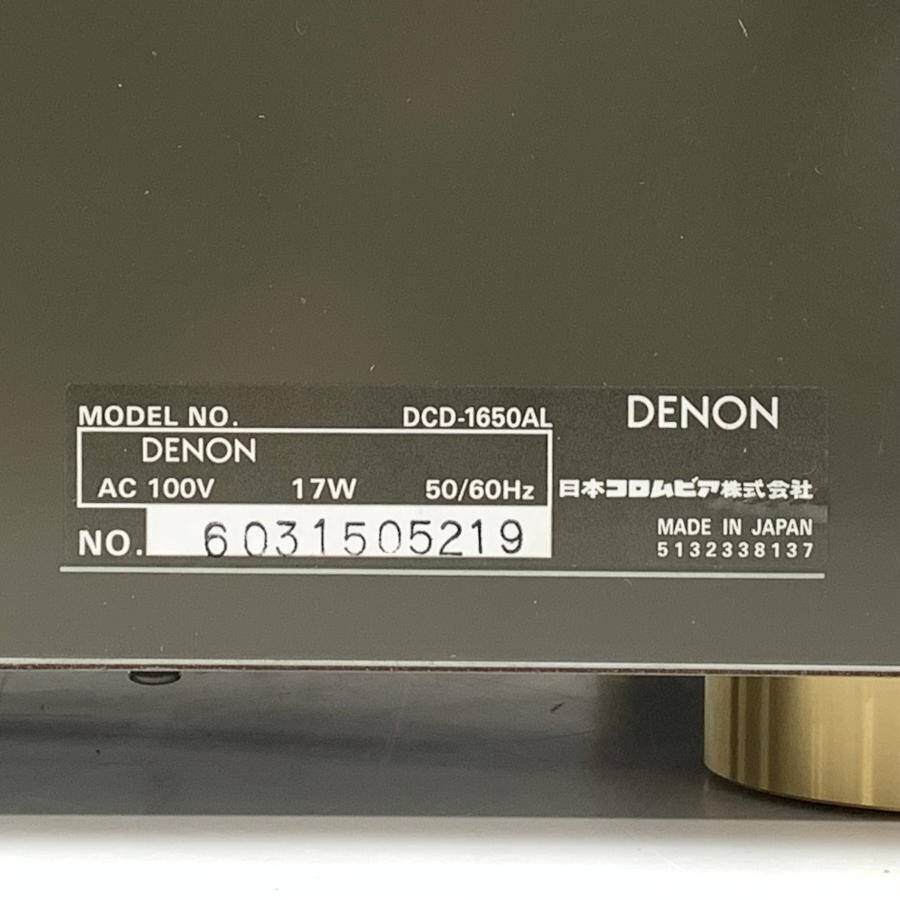 MODEL NO. DCD-1650AL
DENON
AC 100V 17W 50/60Hz
NO. 6031505219
DENON
日本コロムビア株式会社
MADE IN JAPAN
5132338137